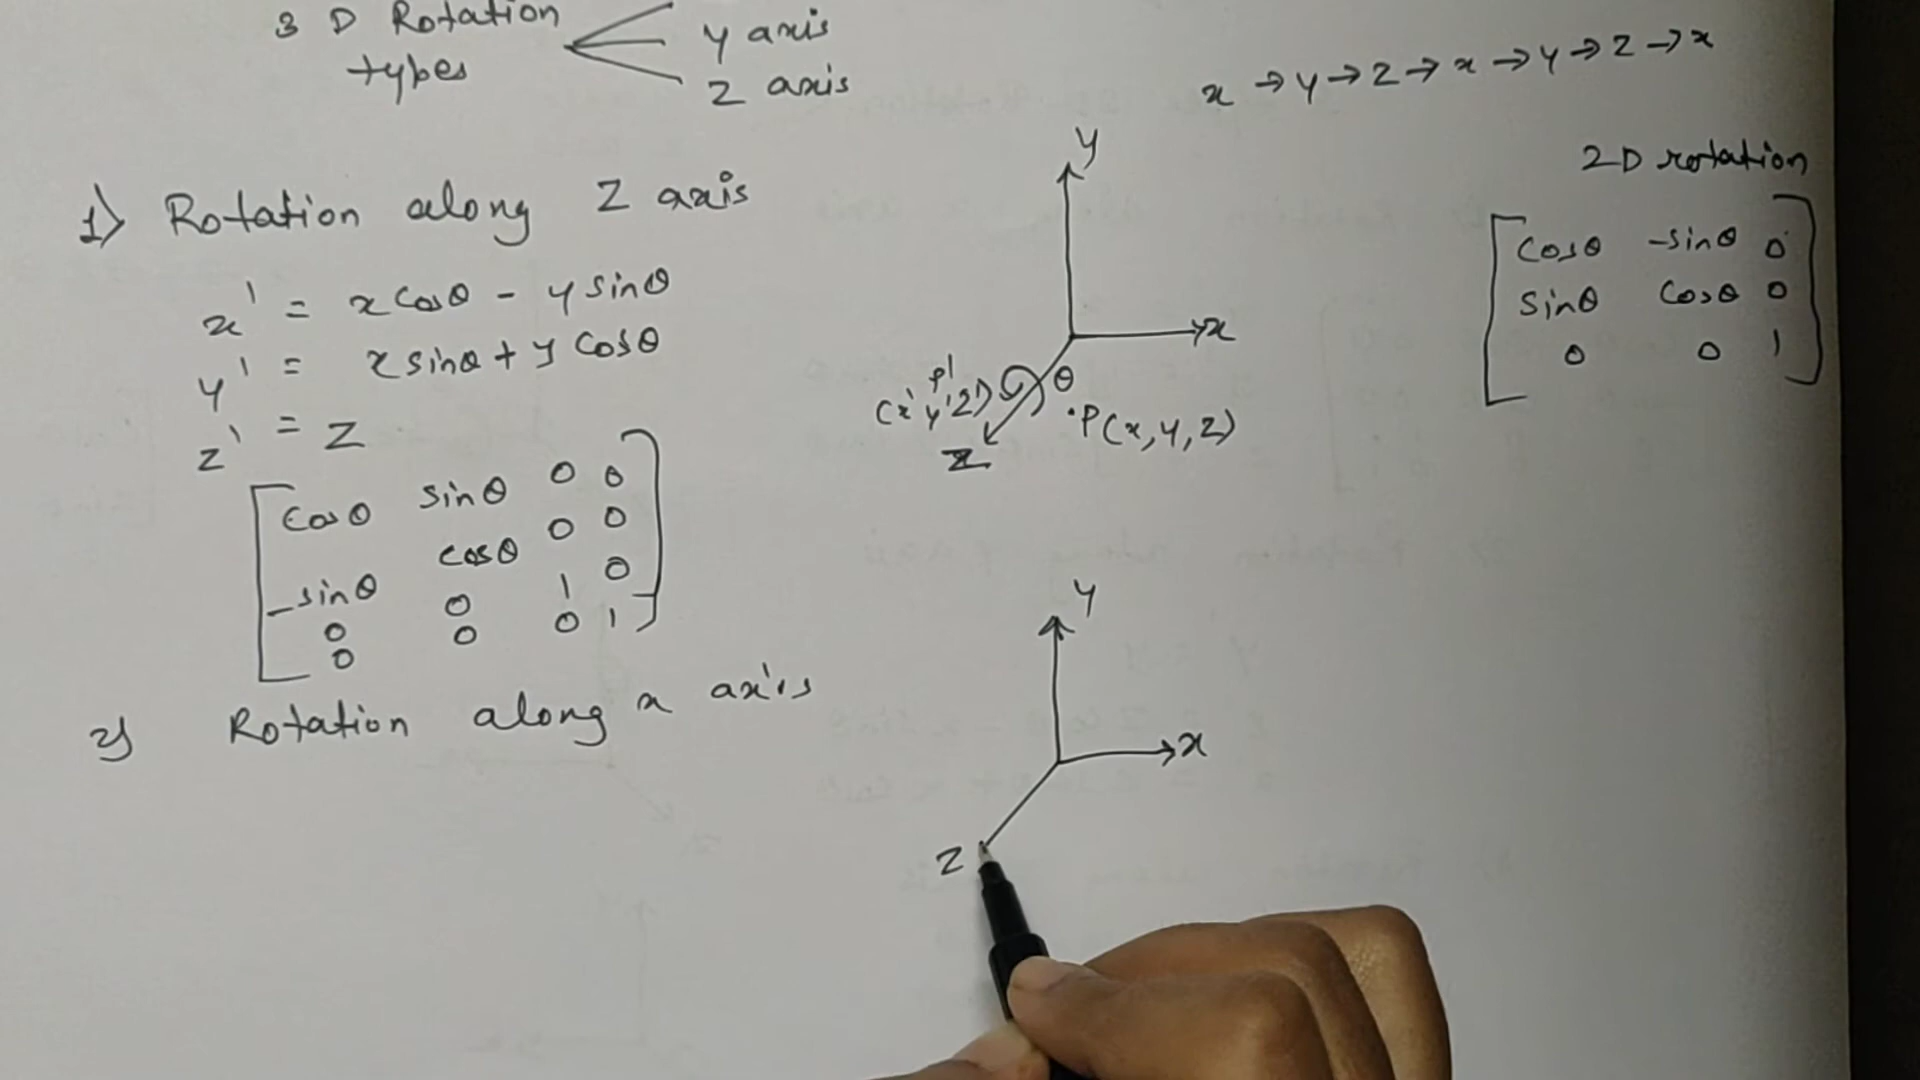 3 D Rotation
types
y axis
z axis
x → y → z → x → y → z → x
1) Rotation along z axis
x' = x cosθ - y sinθ
y' = x sinθ + y cosθ
z' = z
cosθ sinθ 0 0
-sinθ cosθ 0 0
0 0 1 0
0 0 0 1
y
x
θ
p'
(x' y' z')
.P(x, y, z)
z
2D rotation
cosθ -sinθ 0
sinθ cosθ 0
0 0 1
2) Rotation along x axis
y
x
z